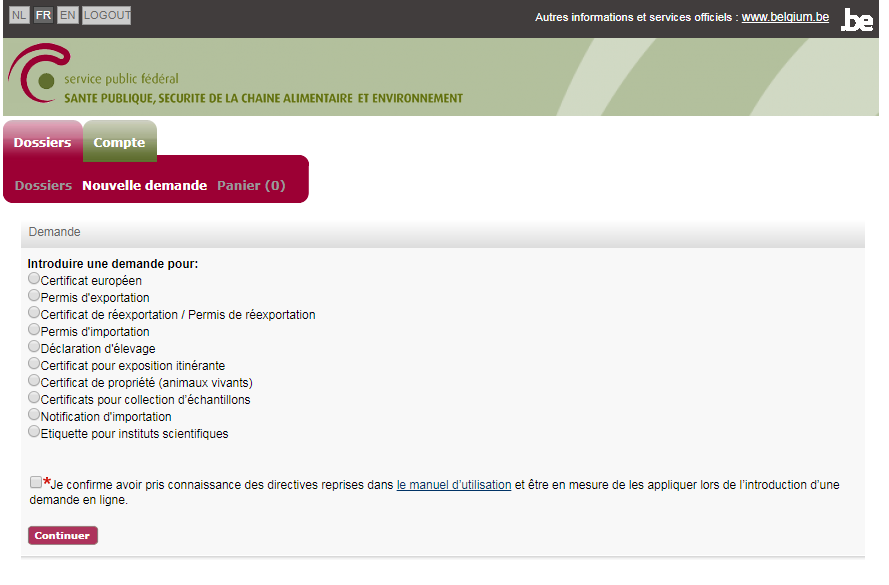 NL FR EN LOGOUT
Autres informations et services officiels : www.belgium.be
.be
service public fédéral
SANTE PUBLIQUE, SECURITE DE LA CHAINE ALIMENTAIRE ET ENVIRONNEMENT
Dossiers Compte
Dossiers Nouvelle demande Panier (0)
Demande
Introduire une demande pour:
Certificat européen
Permis d'exportation
Certificat de réexportation / Permis de réexportation
Permis d'importation
Déclaration d'élevage
Certificat pour exposition itinérante
Certificat de propriété (animaux vivants)
Certificats pour collection d’échantillons
Notification d'importation
Etiquette pour instituts scientifiques
*Je confirme avoir pris connaissance des directives reprises dans le manuel d’utilisation et être en mesure de les appliquer lors de l’introduction d’une
demande en ligne.
Continuer